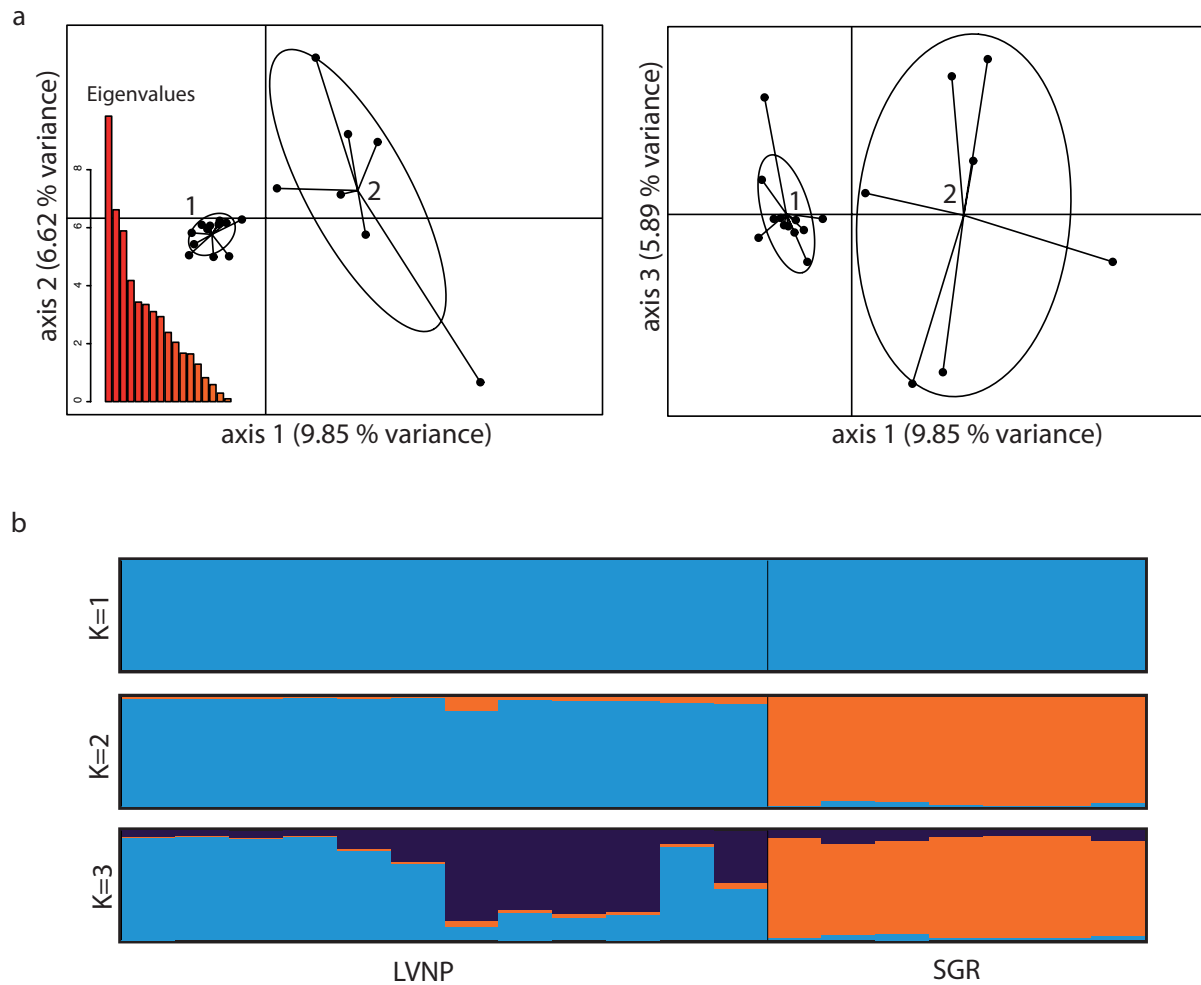 a
Eigenvalues
axis 2 (6.62 % variance)
0 2 4 6 8
1
2
axis 1 (9.85 % variance)
axis 3 (5.89 % variance)
1
2
axis 1 (9.85 % variance)
b
K=1
K=2
K=3
LVNP SGR